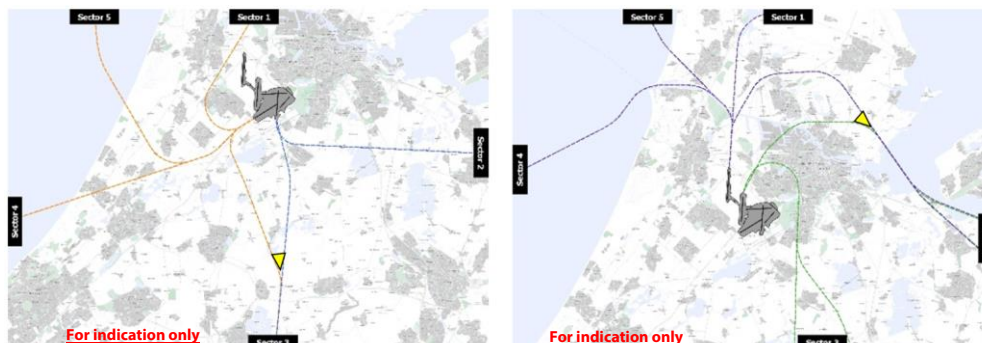 Sector 5
Sector 1
Sector 2
Sector 4
Sector 3
For indication only
Sector 5
Sector 1
Sector 4
Sector 3
For indication only